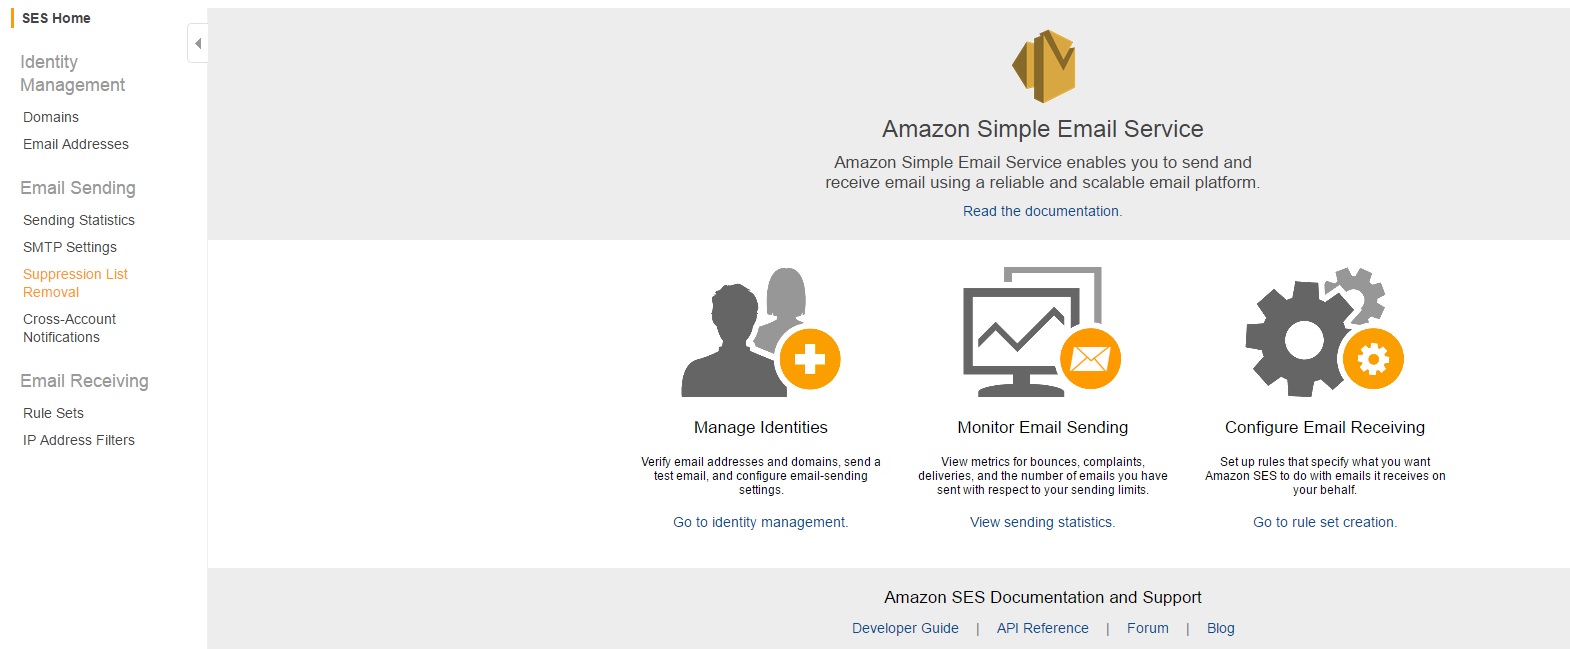 SES Home
Identity
Management
Domains
Email Addresses
Email Sending
Sending Statistics
SMTP Settings
Suppression List
Removal
Cross-Account
Notifications
Email Receiving
Rule Sets
IP Address Filters
Amazon Simple Email Service
Amazon Simple Email Service enables you to send and
receive email using a reliable and scalable email platform.
Read the documentation.
Manage Identities
Verify email addresses and domains, send a
test email, and configure email-sending
settings.
Go to identity management.
Monitor Email Sending
View metrics for bounces, complaints,
deliveries, and the number of emails you have
sent with respect to your sending limits.
View sending statistics.
Configure Email Receiving
Set up rules that specify what you want
Amazon SES to do with emails it receives on
your behalf.
Go to rule set creation.
Amazon SES Documentation and Support
Developer Guide | API Reference | Forum | Blog